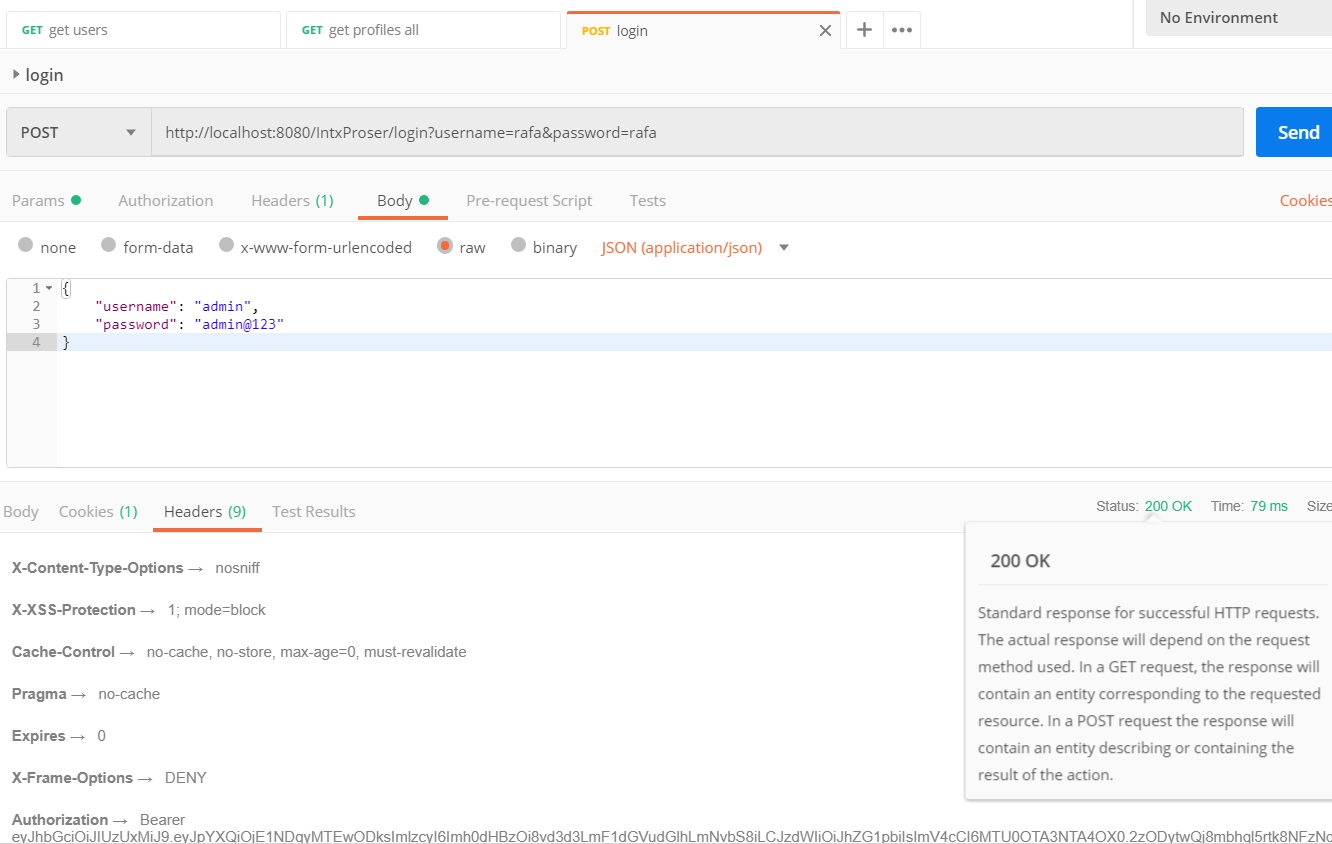 GET get users
GET get profiles all
POST login
No Environment
login
POST
http://localhost:8080/IntxProser/login?username=rafa&password=rafa
Send
Params
Authorization
Headers (1)
Body
Pre-request Script
Tests
Cookies
none
form-data
x-www-form-urlencoded
raw
binary
JSON (application/json)
1 {
2 "username": "admin",
3 "password": "admin@123"
4 }
Body
Cookies (1)
Headers (9)
Test Results
Status: 200 OK
Time: 79 ms
Size
X-Content-Type-Options → nosniff
X-XSS-Protection → 1; mode=block
Cache-Control → no-cache, no-store, max-age=0, must-revalidate
Pragma → no-cache
Expires → 0
X-Frame-Options → DENY
Authorization → Bearer
200 OK
Standard response for successful HTTP requests.
The actual response will depend on the request
method used. In a GET request, the response will
contain an entity corresponding to the requested
resource. In a POST request the response will
contain an entity describing or containing the
result of the action.